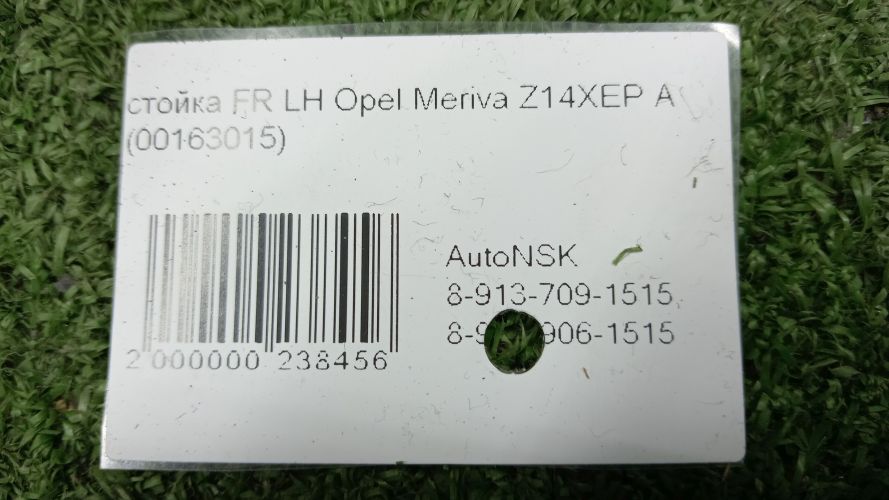 стойка FR LH Opel Meriva Z14XEP A
(00163015)
AutoNSK
8-913-709-1515
2 000000 238456